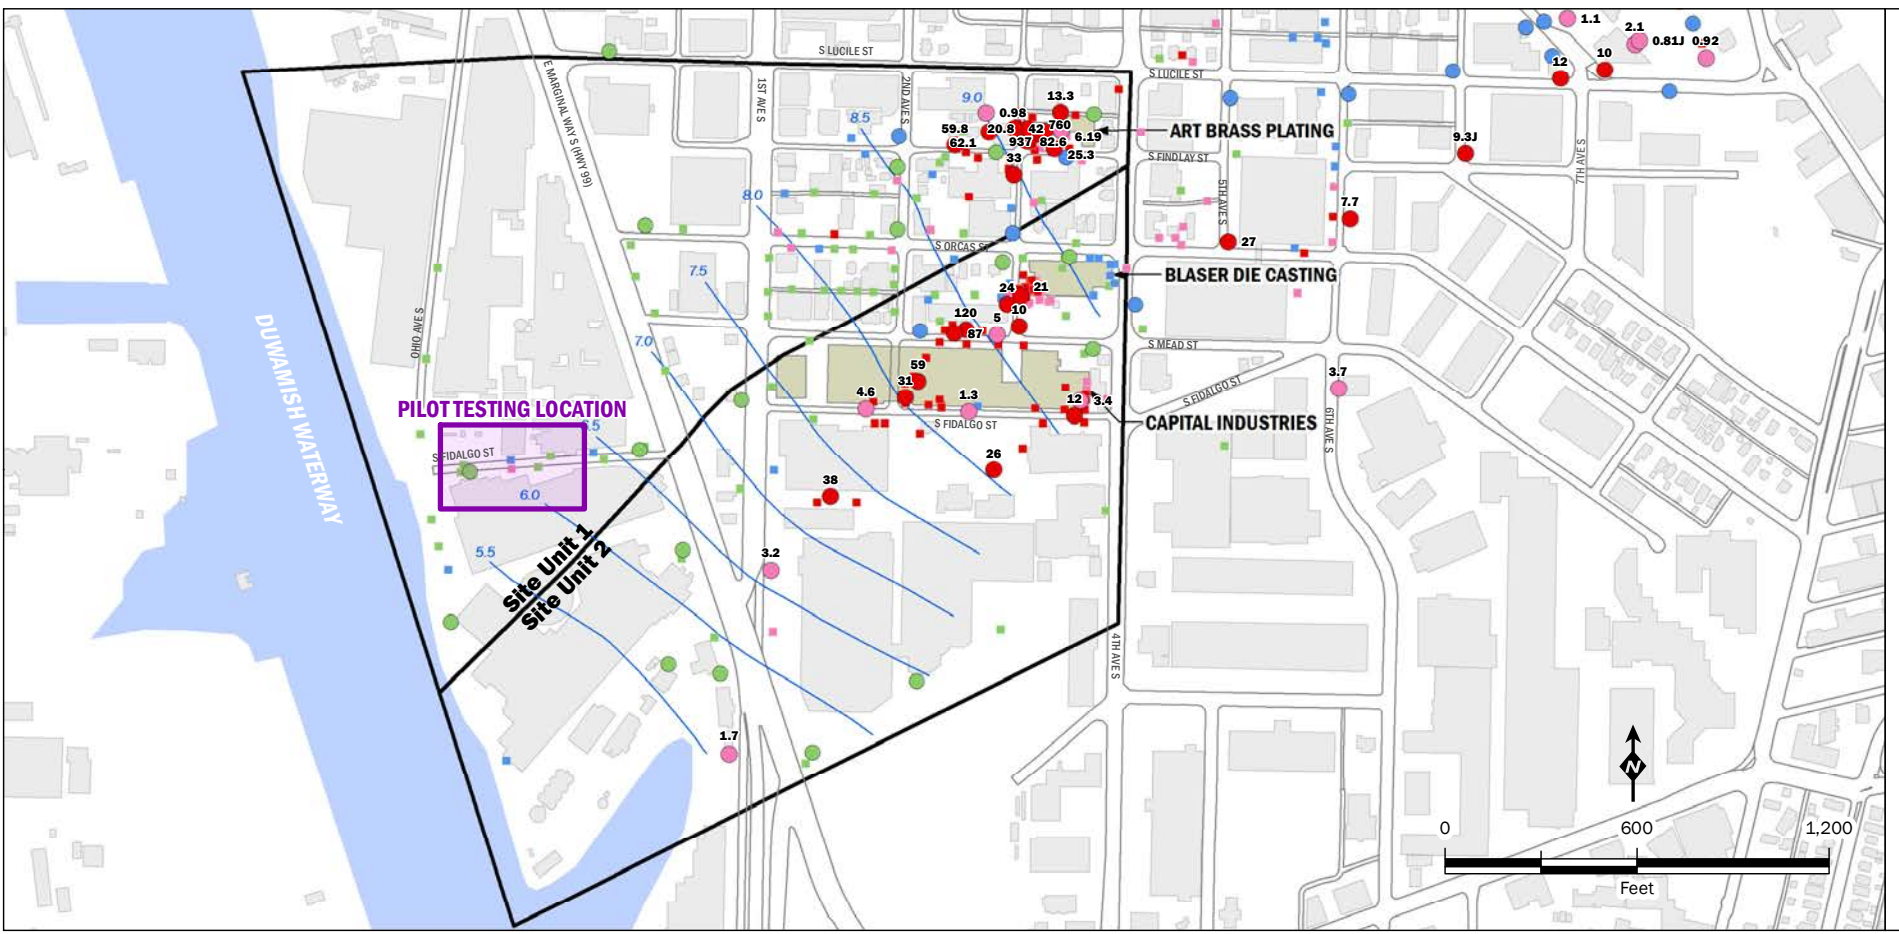 1.1
2.1
0.81J 0.92
10
12
S LUCILE ST
S LUCILE ST
E MARGINAL WAY S (HWY 99)
1ST AVE S
2ND AVE S
9.0
8.5
0.98
13.3
59.8
20.8
42
760
6.19
ART BRASS PLATING
62.1
937
82.6
25.3
33
S FINDLAY ST
9.3J
7TH AVE S
5TH AVE S
8.0
7.7
27
S ORCAS ST
7.5
BLASER DIE CASTING
24
21
120
5
10
87
OHIO AVE S
DUWAMISH WATERWAY
7.0
S MEAD ST
59
31
4.6
1.3
12
3.4
3.7
S FIDALGO ST
6TH AVE S
PILOT TESTING LOCATION
S FIDALGO ST
CAPITAL INDUSTRIES
S FIDALGO ST
6.0
26
38
5.5
Site Unit 1
Site Unit 2
3.2
4TH AVE S
1.7
N
0 600 1,200
Feet